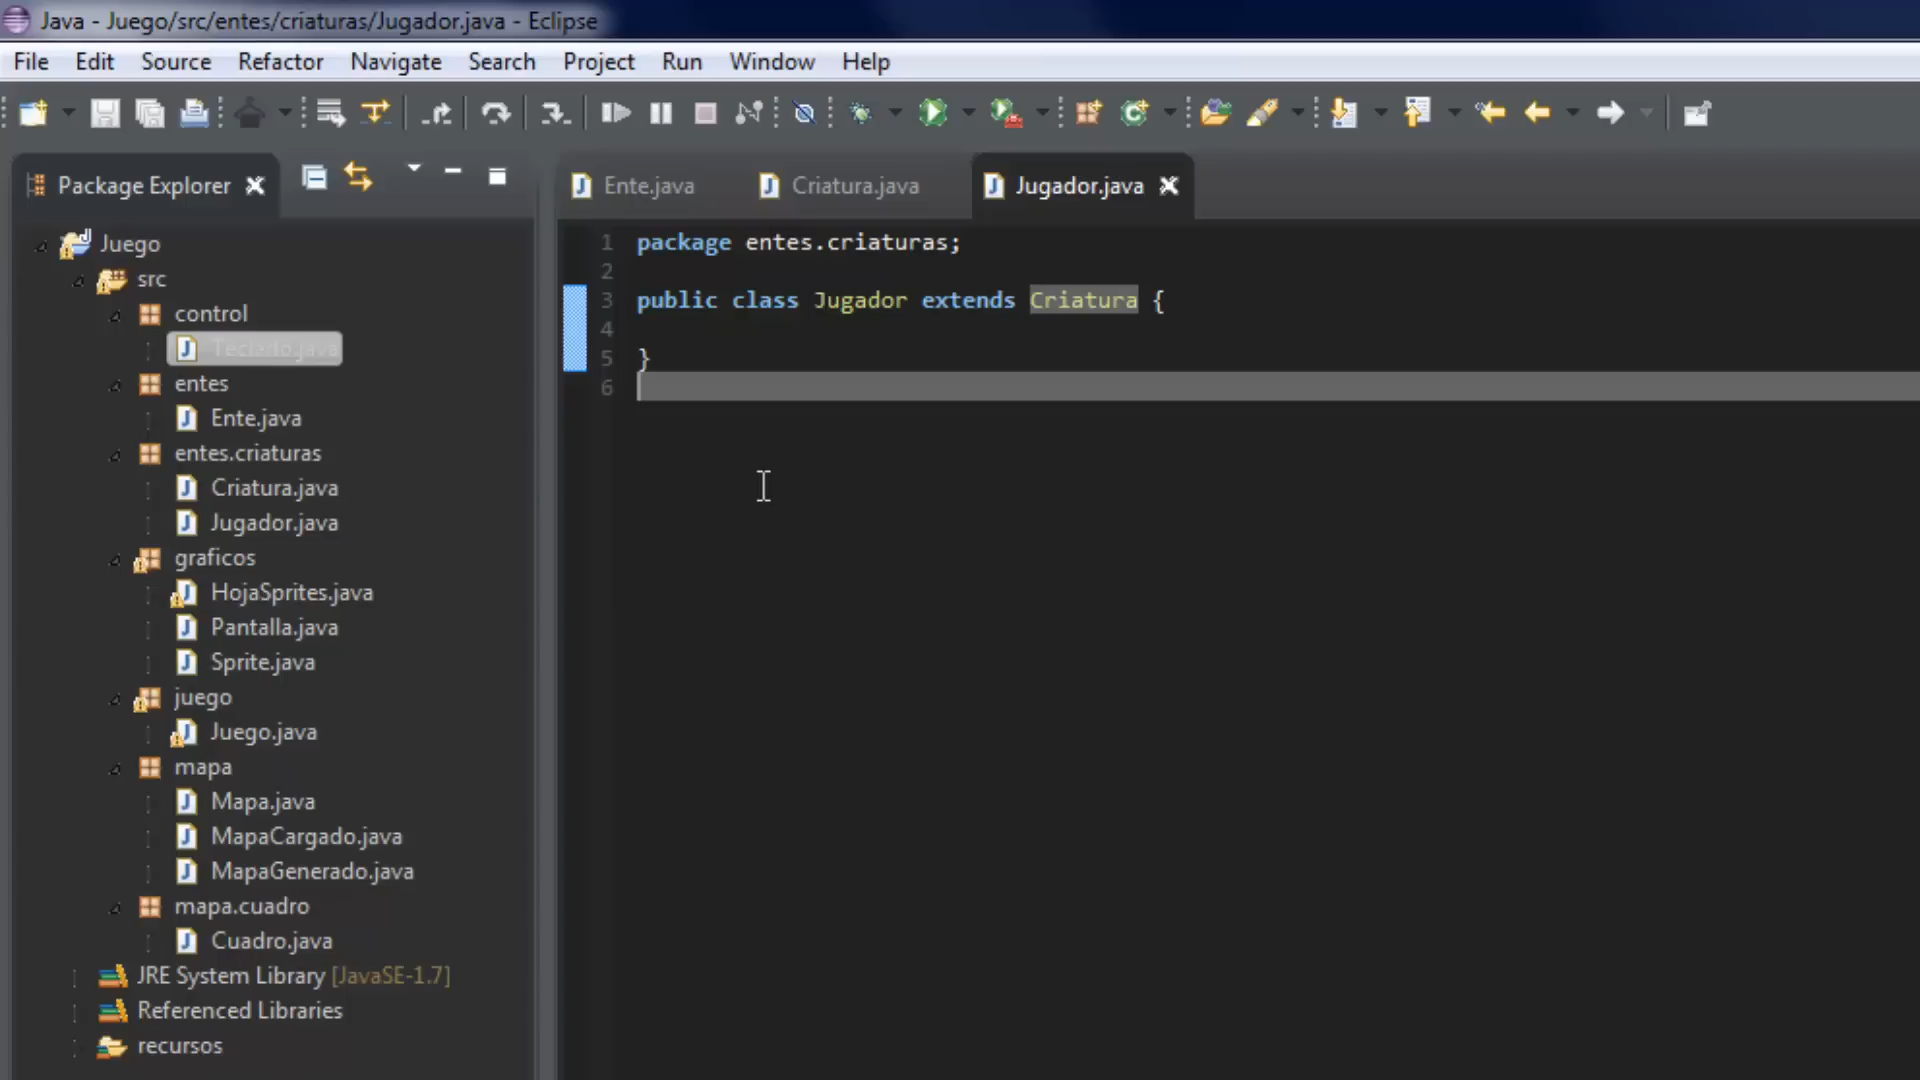 Java - Juego/src/entes/criaturas/Jugador.java - Eclipse
File Edit Source Refactor Navigate Search Project Run Window Help
Package Explorer
Ente.java Criatura.java Jugador.java
Juego
src
control
Teclado.java
entes
Ente.java
entes.criaturas
Criatura.java
Jugador.java
graficos
HojaSprites.java
Pantalla.java
Sprite.java
juego
Juego.java
mapa
Mapa.java
MapaCargado.java
MapaGenerado.java
mapa.cuadro
Cuadro.java
JRE System Library [JavaSE-1.7]
Referenced Libraries
recursos
1 package entes.criaturas;
2
3 public class Jugador extends Criatura {
4
5 }
6